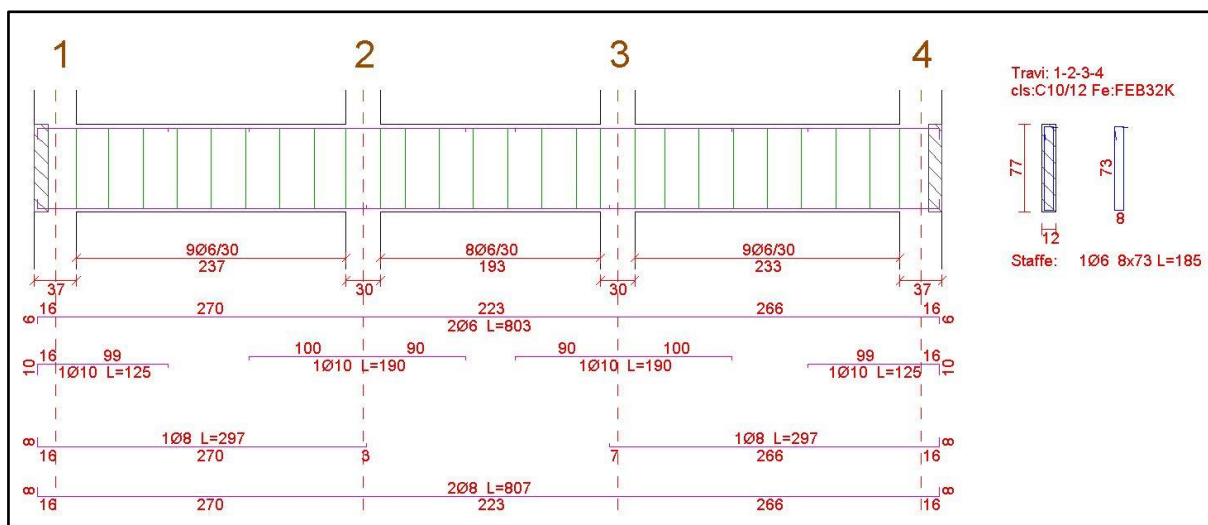 1 2 3 4
Travi: 1-2-3-4
cls:C10/12 Fe:FEB32K
77
73
12
8
Staffe: 1Ø6 8x73 L=185
9Ø6/30 8Ø6/30 9Ø6/30
237 193 233
37 30 30 37
16 270 223 266 16
6 2Ø6 L=803 6
16 99 100 90 90 100 99 16
10 1Ø10 L=125 1Ø10 L=190 1Ø10 L=190 1Ø10 L=125 10
8 1Ø8 L=297 1Ø8 L=297 8
16 270 3 7 266 16
8 2Ø8 L=807 8
16 270 223 266 16